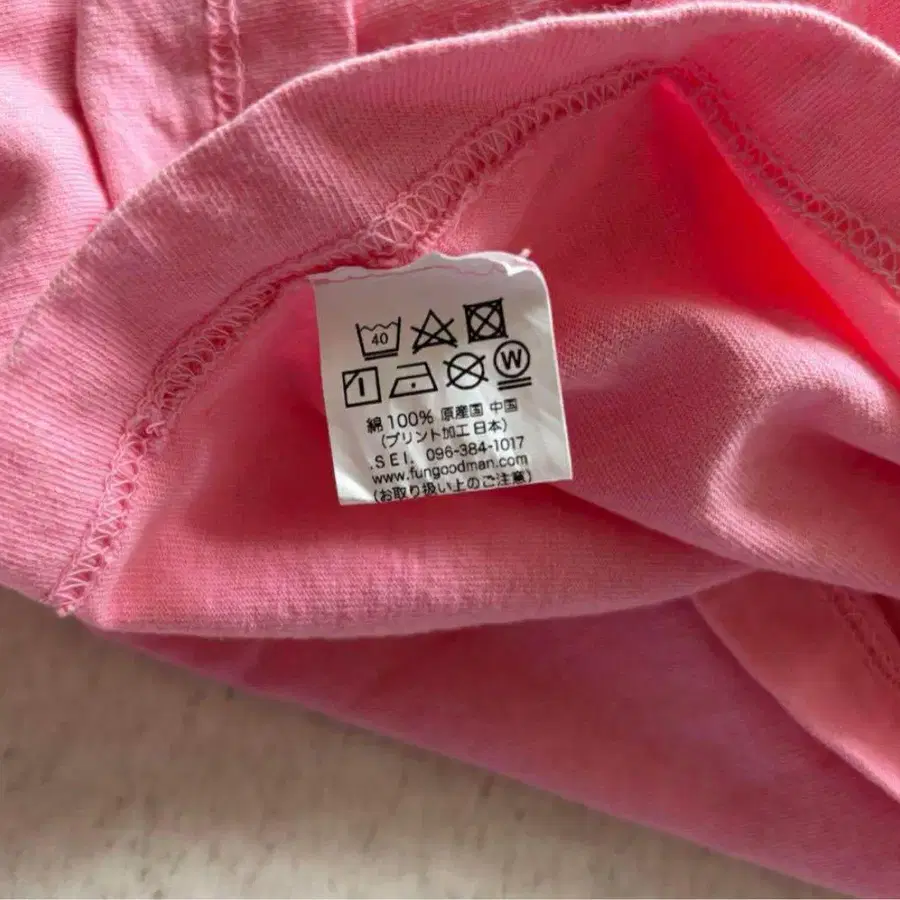 40
W
綿 100% 原産国 中国
(プリント加工 日本)
.SEI. 096-384-1017
www.fungoodman.com
(お取り扱い上のご注意)